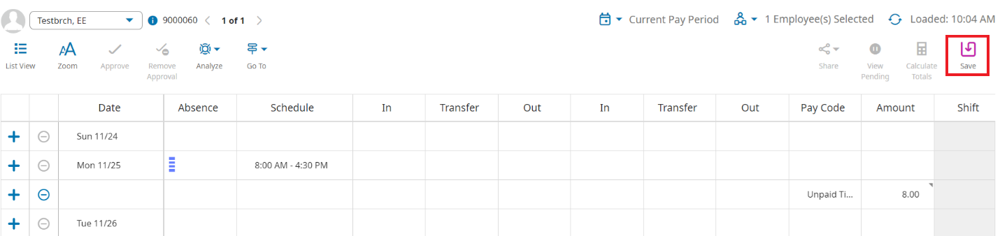 Testbrch, EE 9000060 1 of 1 Current Pay Period 1 Employee(s) Selected Loaded: 10:04 AM
List View Zoom Approve Remove Approval Analyze Go To Share View Pending Calculate Totals Save
Date Absence Schedule In Transfer Out In Transfer Out Pay Code Amount Shift
Sun 11/24
Mon 11/25 8:00 AM - 4:30 PM
Unpaid Ti... 8.00
Tue 11/26